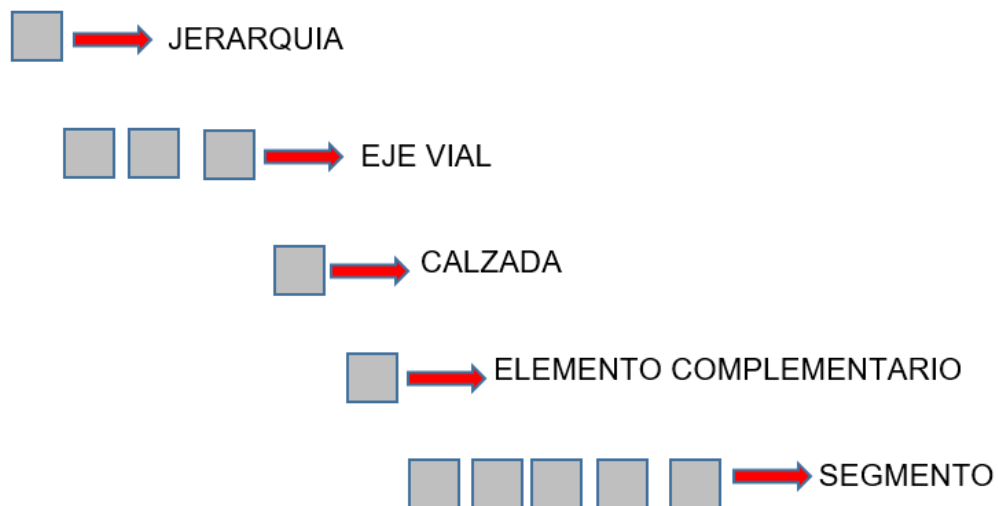 JERARQUIA
EJE VIAL
CALZADA
ELEMENTO COMPLEMENTARIO
SEGMENTO